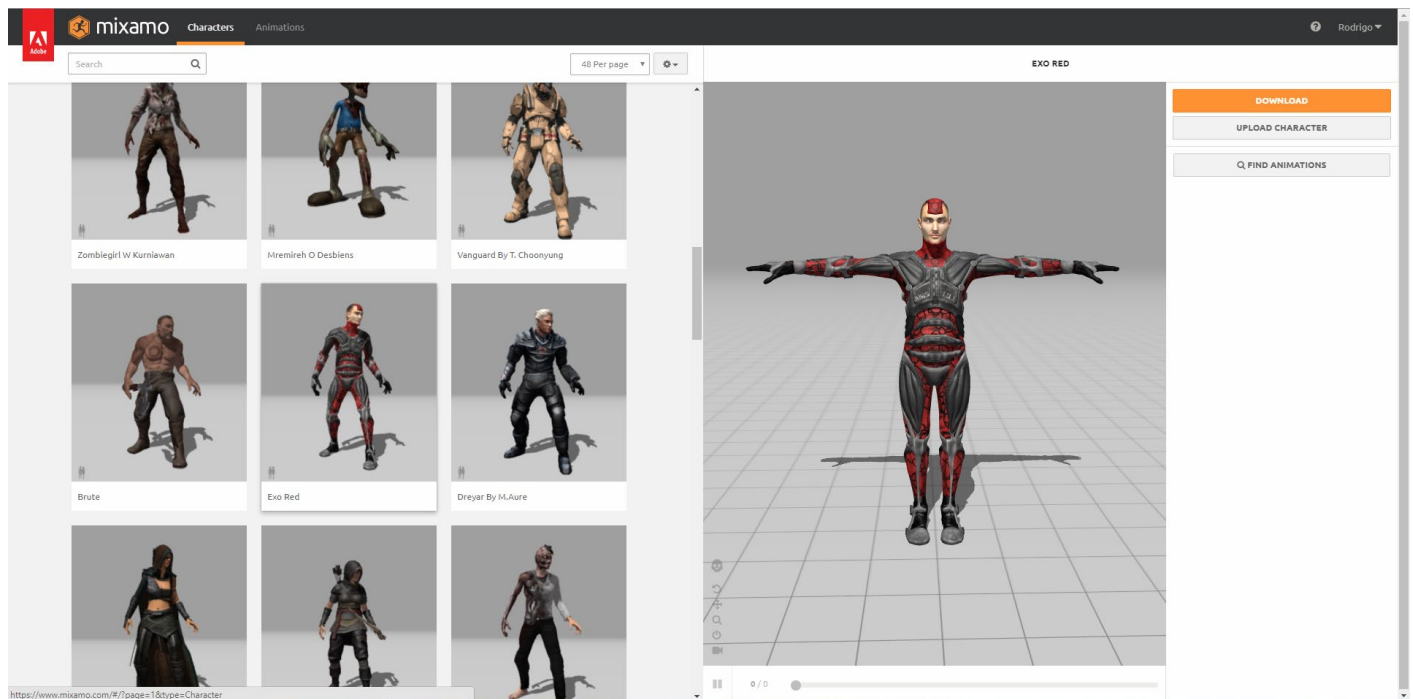 Adobe
mixamo
Characters
Animations
Rodrigo
Search
48 Per page
EXO RED
DOWNLOAD
UPLOAD CHARACTER
FIND ANIMATIONS
Zombiegirl W Kurniawan
Mremireh O Desbiens
Vanguard By T. Choonyung
Brute
Exo Red
Dreyar By M.Aure
0 / 0
https://www.mixamo.com/#/?page=1&type=Character